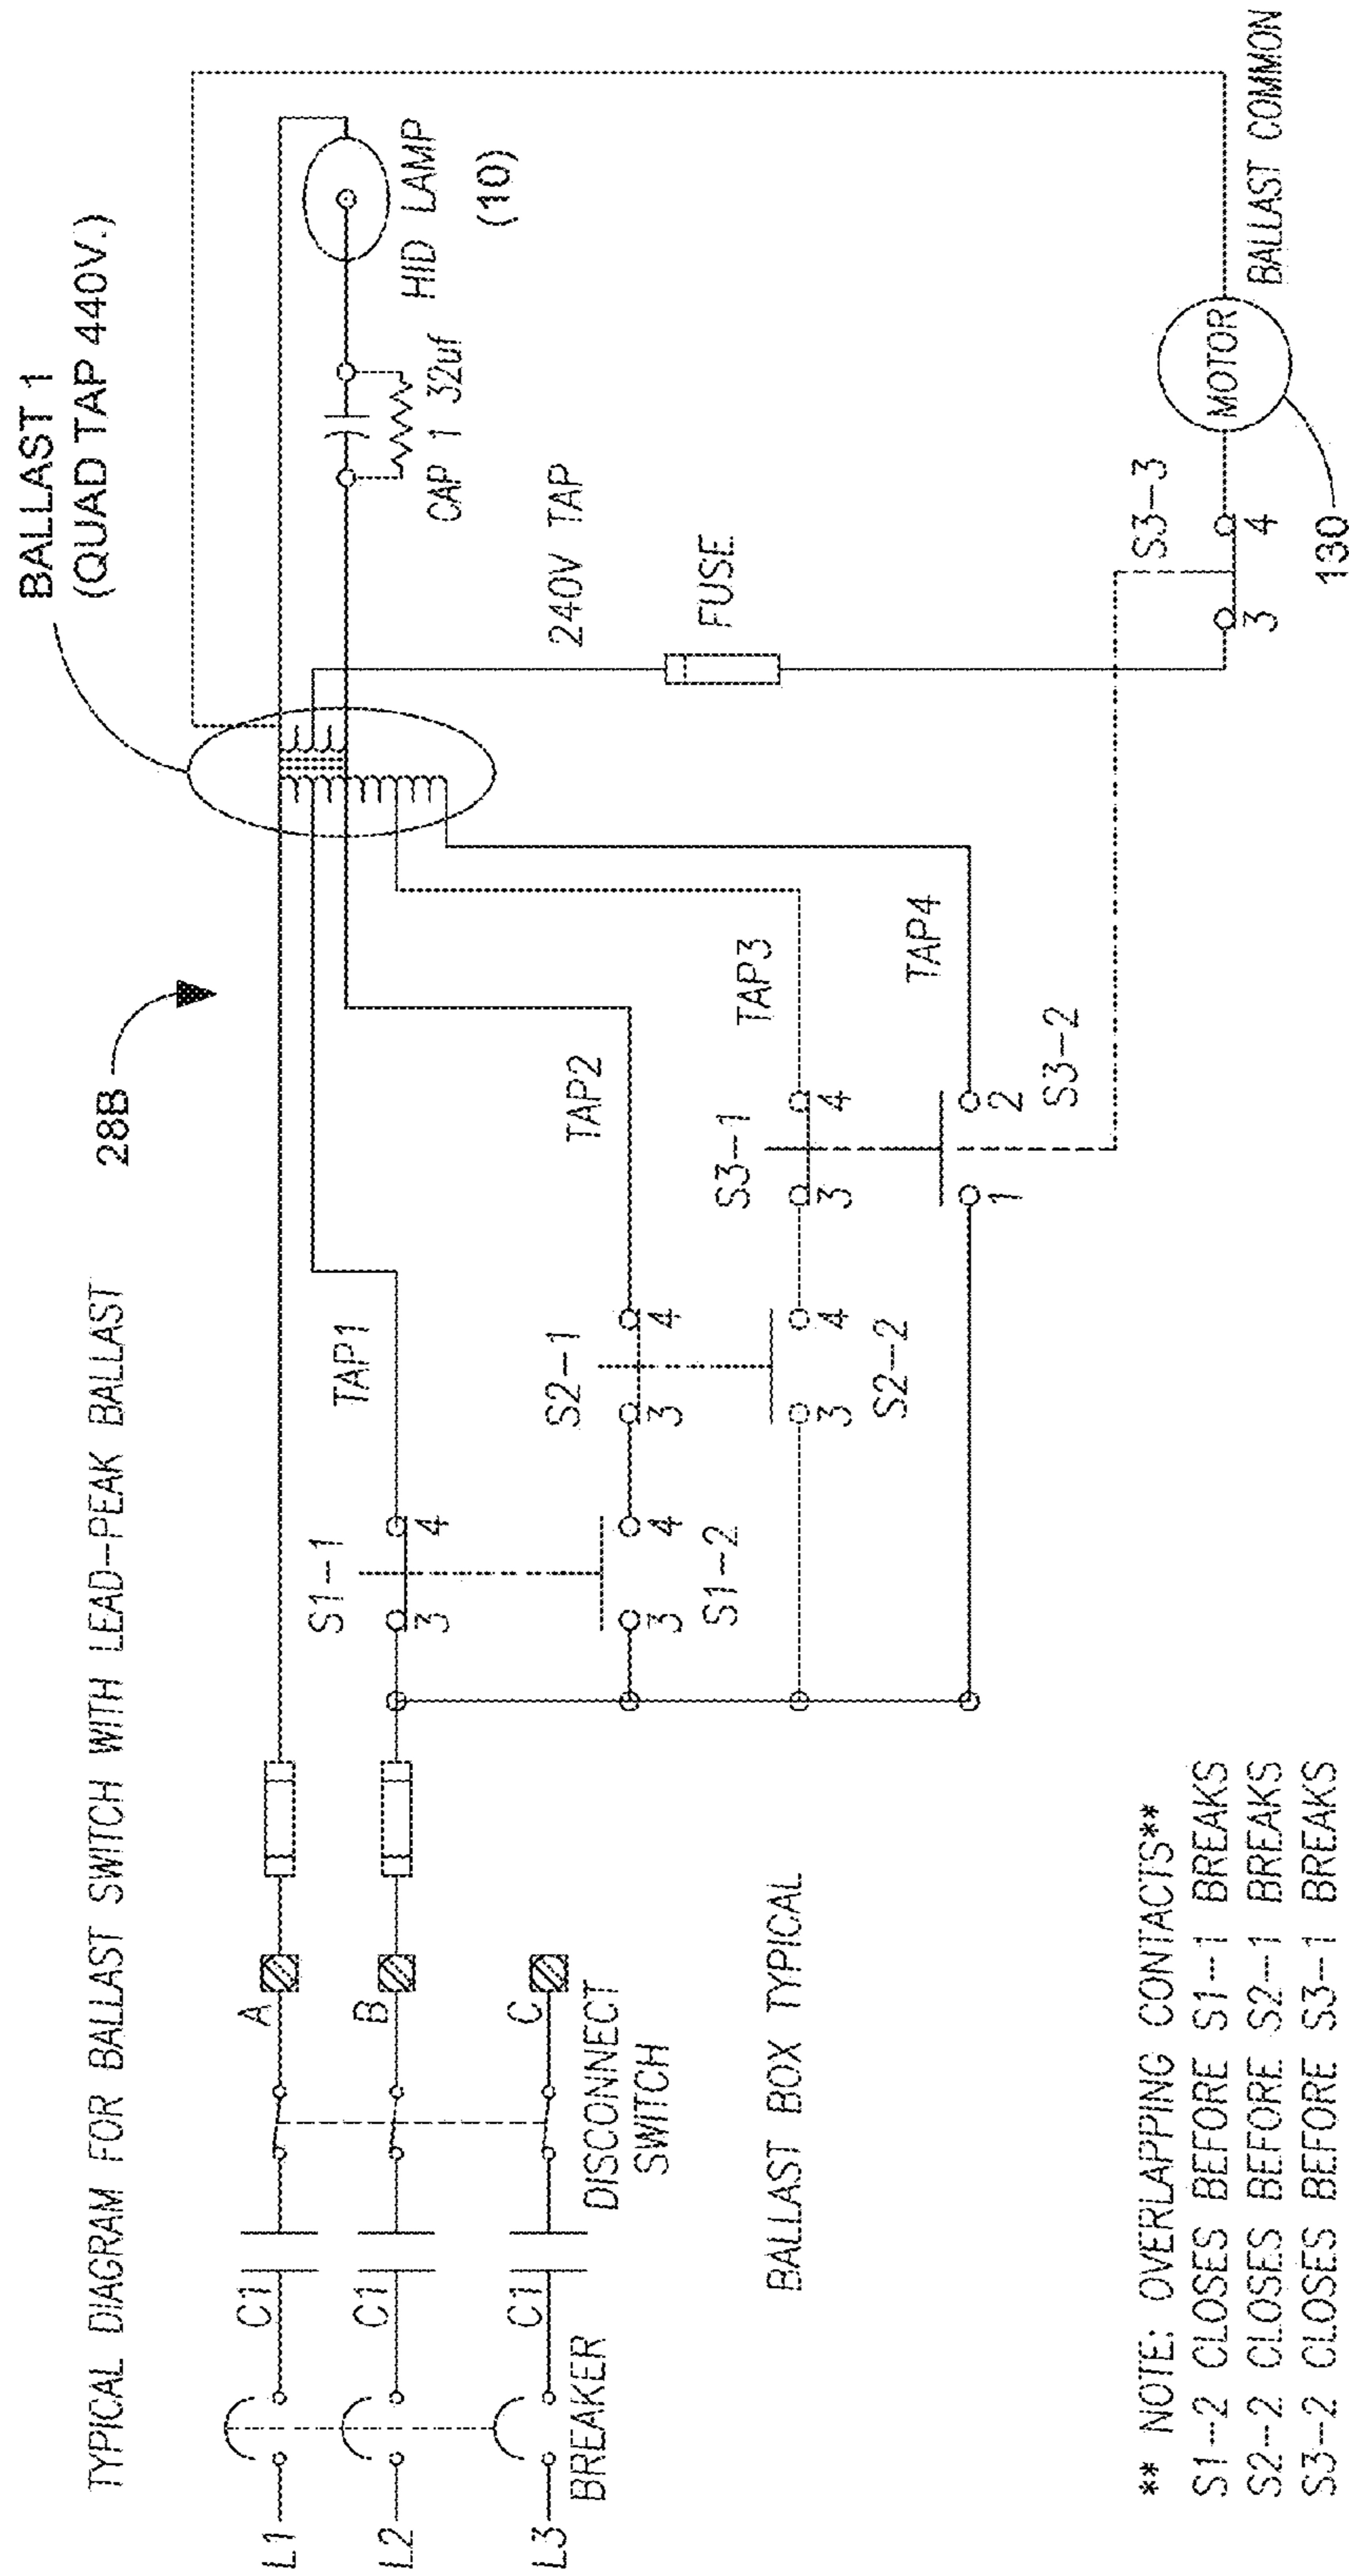 TYPICAL DIAGRAM FOR BALLAST SWITCH WITH LEAD-PEAK BALLAST
28B
BALLAST 1
(QUAD TAP 440V.)
L1
L2
L3
BREAKER
C1
C1
C1
DISCONNECT
SWITCH
A
B
C
BALLAST BOX TYPICAL
S1-1
3
4
TAP1
3
4
S1-2
S2-1
3
4
TAP2
3
4
S2-2
S3-1
3
4
TAP3
1
2
S3-2
TAP4
240V TAP
FUSE
CAP 1 32uf
HID LAMP
(10)
S3-3
3
4
MOTOR
130
BALLAST COMMON
** NOTE: OVERLAPPING CONTACTS**
S1-2 CLOSES BEFORE S1-1 BREAKS
S2-2 CLOSES BEFORE S2-1 BREAKS
S3-2 CLOSES BEFORE S3-1 BREAKS